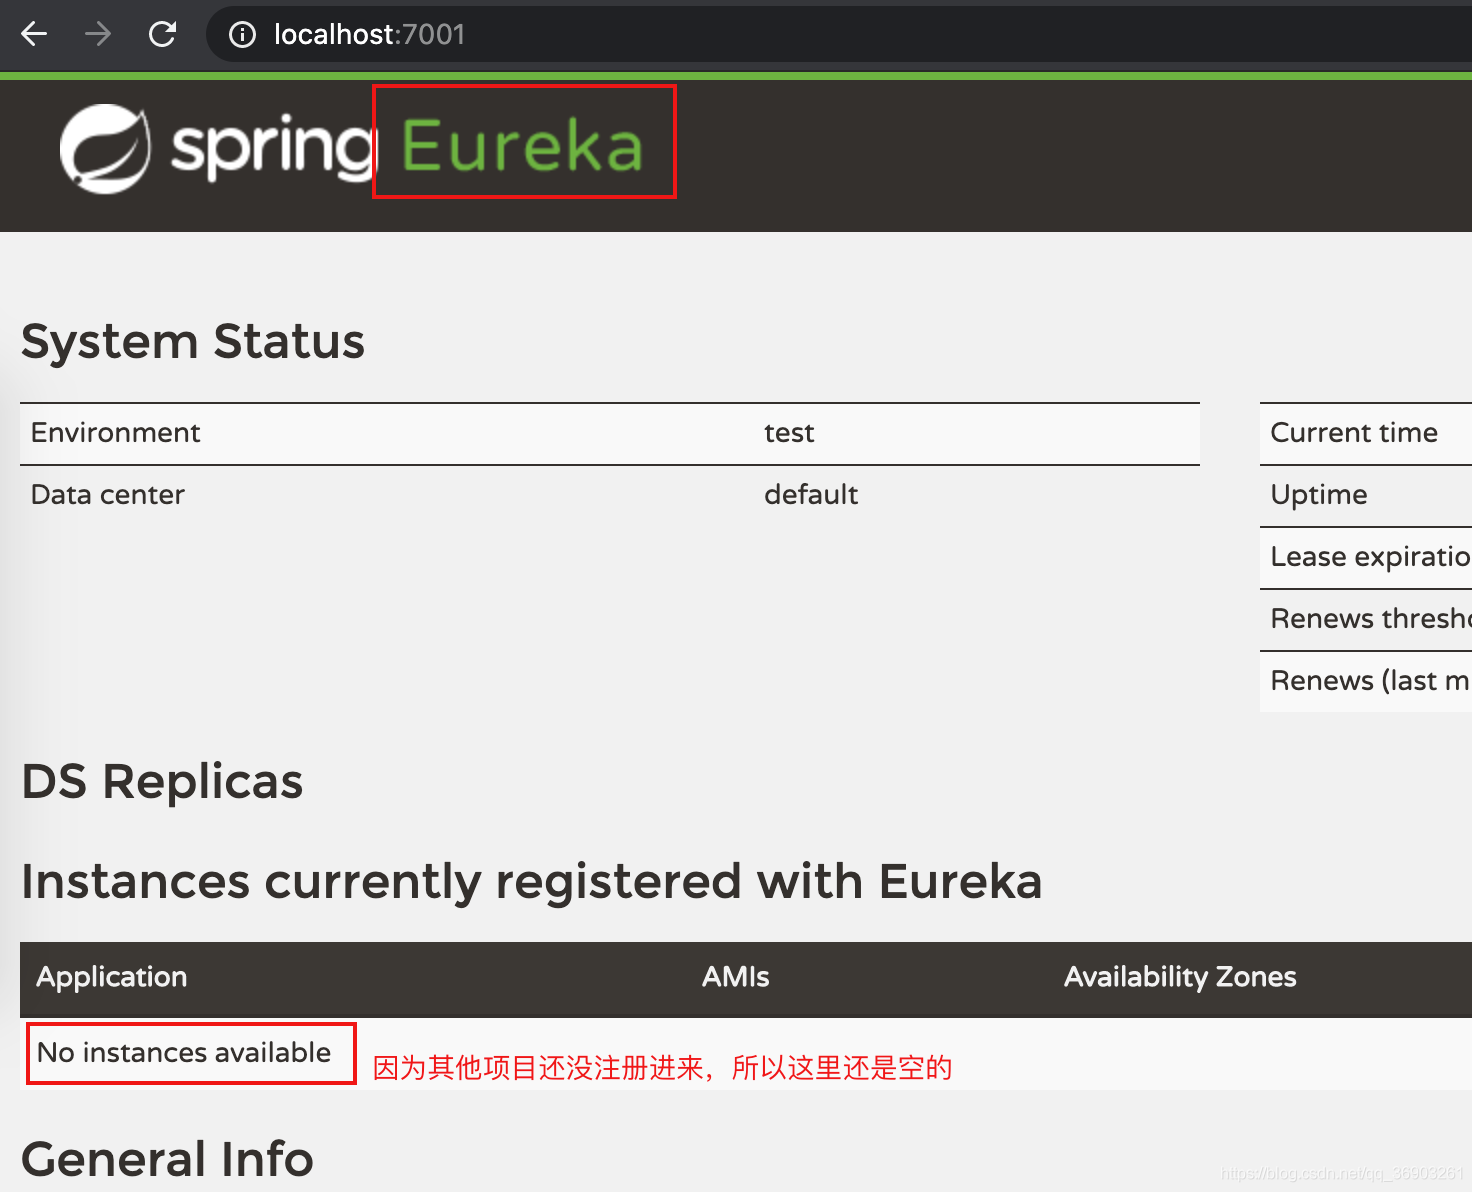 localhost:7001
spring Eureka
System Status
Environment test
Data center default
Current time
Uptime
Lease expiratio
Renews thresho
Renews (last m
DS Replicas
Instances currently registered with Eureka
Application AMIs Availability Zones
No instances available
因为其他项目还没注册进来，所以这里还是空的
General Info
https://blog.csdn.net/qq_36903261